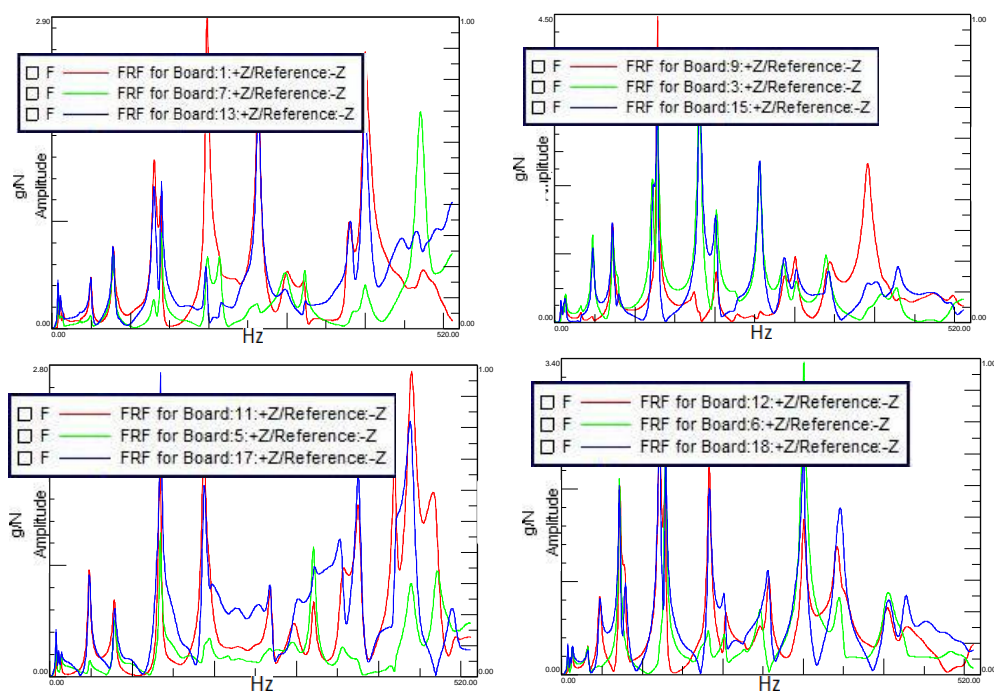 2.90
1.00
F FRF for Board:1:+Z/Reference:-Z
F FRF for Board:7:+Z/Reference:-Z
F FRF for Board:13:+Z/Reference:-Z
g/N
Amplitude
0.00
0.00
0.00
Hz
520.00
4.50
1.00
F FRF for Board:9:+Z/Reference:-Z
F FRF for Board:3:+Z/Reference:-Z
F FRF for Board:15:+Z/Reference:-Z
g/N
Amplitude
0.00
0.00
0.00
Hz
520.00
2.80
1.00
F FRF for Board:11:+Z/Reference:-Z
F FRF for Board:5:+Z/Reference:-Z
F FRF for Board:17:+Z/Reference:-Z
g/N
Amplitude
0.00
0.00
0.00
Hz
520.00
3.40
1.00
F FRF for Board:12:+Z/Reference:-Z
F FRF for Board:6:+Z/Reference:-Z
F FRF for Board:18:+Z/Reference:-Z
g/N
Amplitude
0.00
0.00
0.00
Hz
520.00